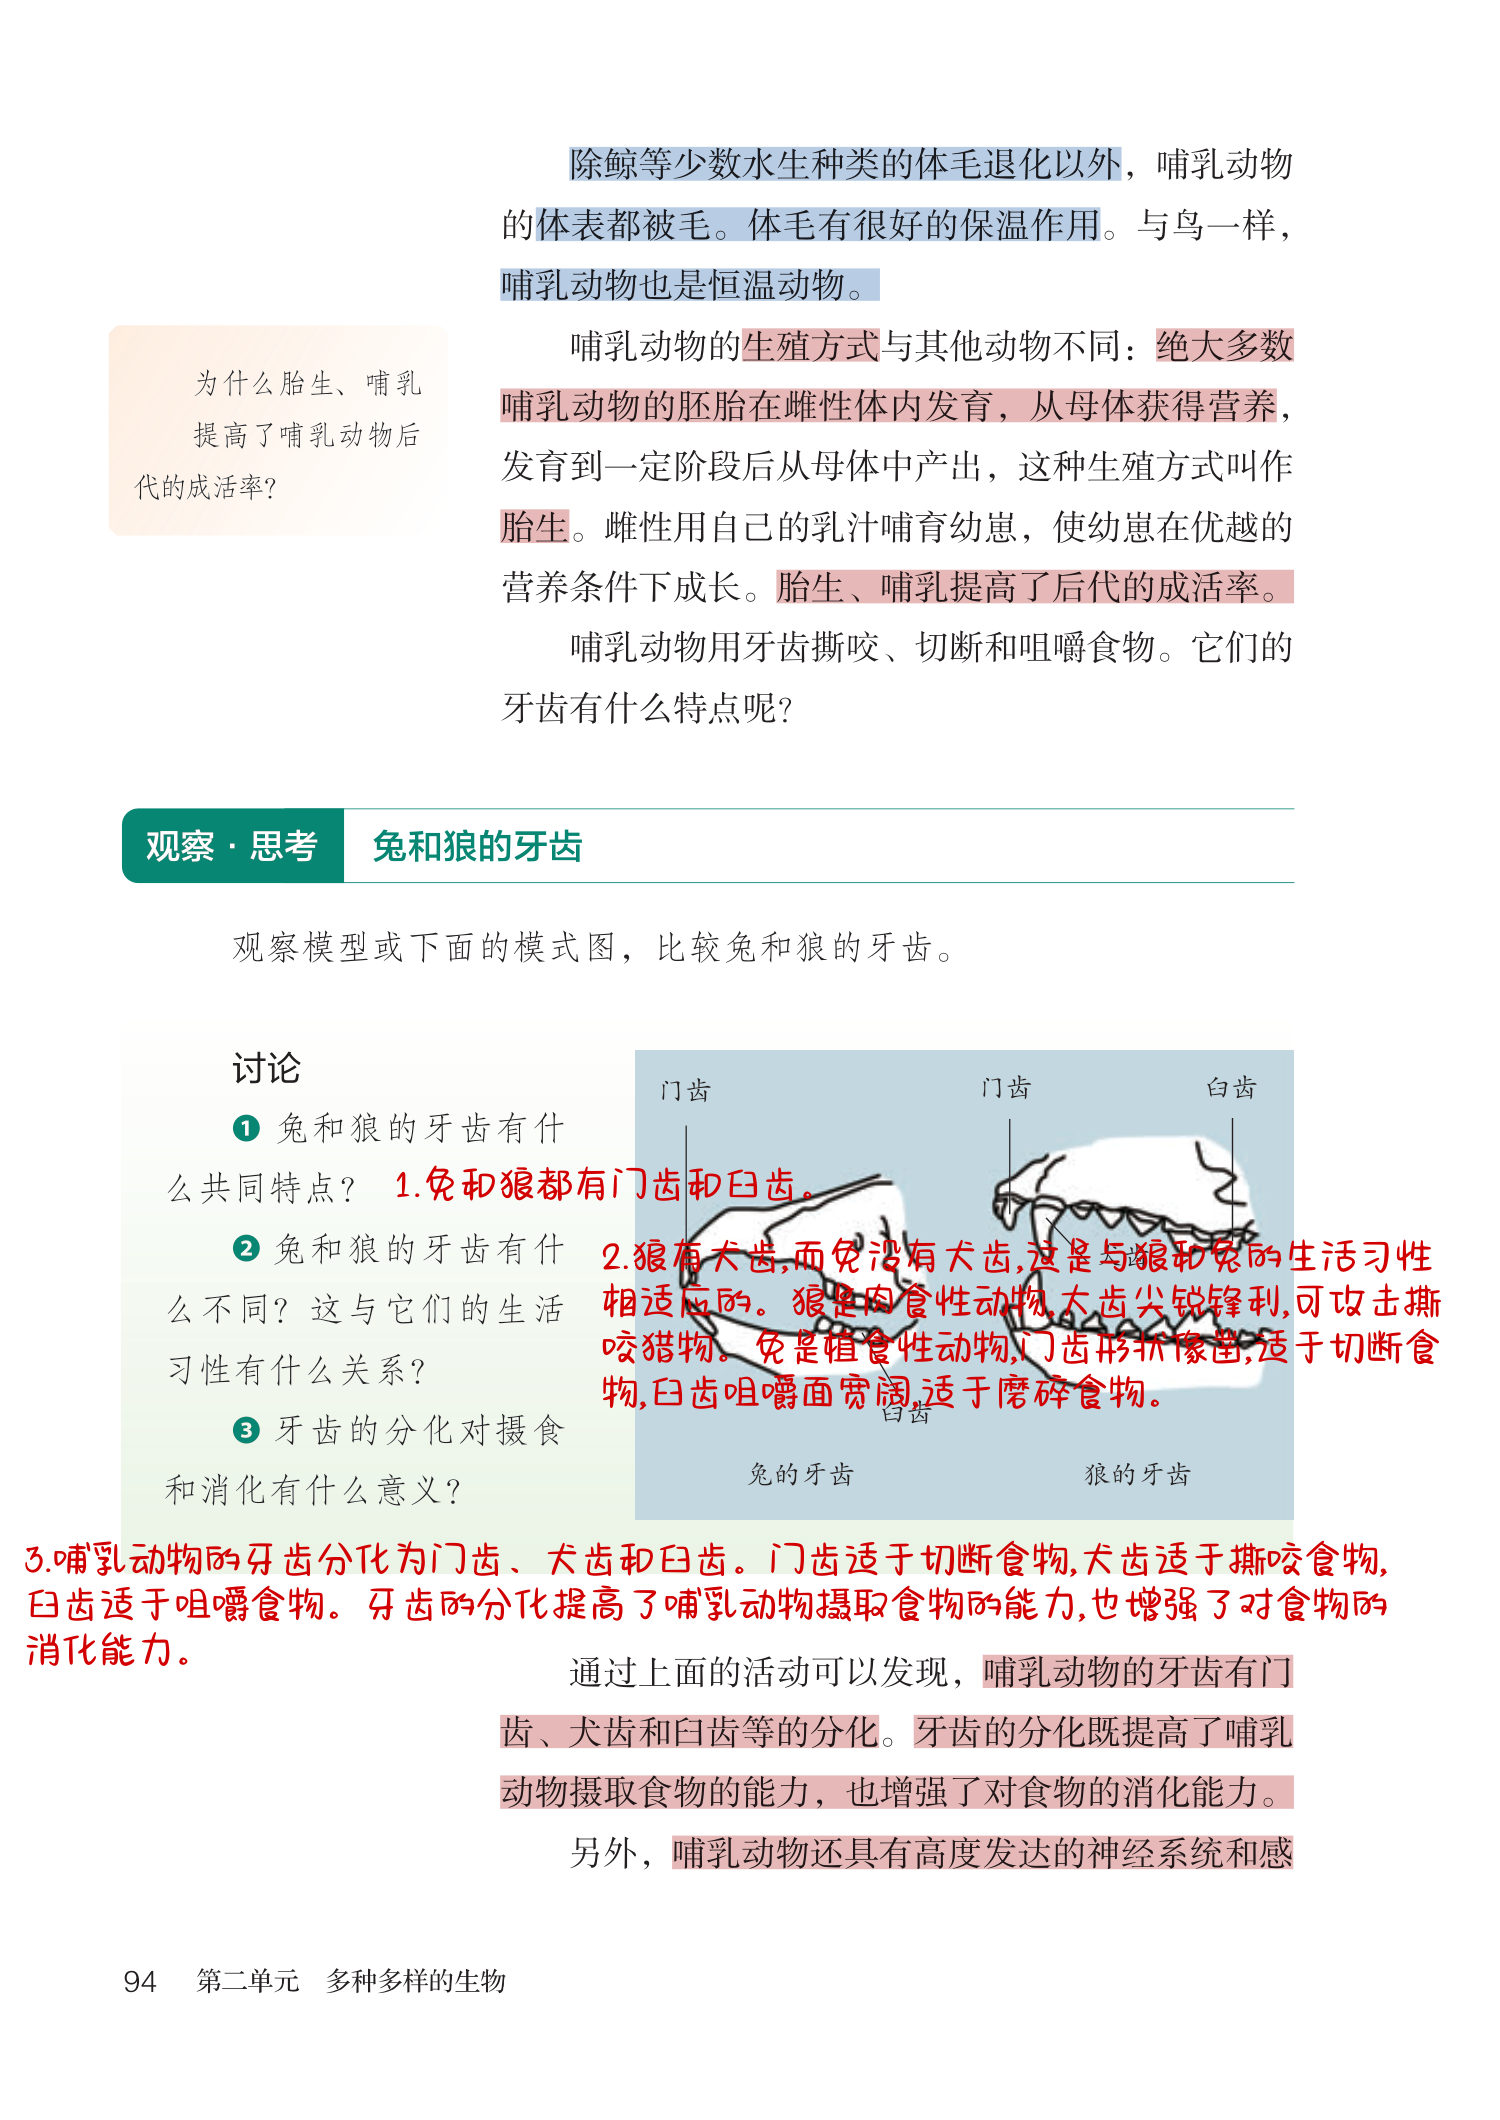 除鲸等少数水生种类的体毛退化以外，哺乳动物
的体表都被毛。体毛有很好的保温作用。与鸟一样，
哺乳动物也是恒温动物。
哺乳动物的生殖方式与其他动物不同：绝大多数
哺乳动物的胚胎在雌性体内发育，从母体获得营养，
发育到一定阶段后从母体中产出，这种生殖方式叫作
胎生。雌性用自己的乳汁哺育幼崽，使幼崽在优越的
营养条件下成长。胎生、哺乳提高了后代的成活率。
哺乳动物用牙齿撕咬、切断和咀嚼食物。它们的
牙齿有什么特点呢？
为什么胎生、哺乳
提高了哺乳动物后
代的成活率？
观察·思考 兔和狼的牙齿
观察模型或下面的模式图，比较兔和狼的牙齿。
讨论
1 兔和狼的牙齿有什
么共同特点？
1.兔和狼都有门齿和臼齿。
2 兔和狼的牙齿有什
么不同？这与它们的生活
习性有什么关系？
2.狼有犬齿,而兔没有犬齿,这是与狼和兔的生活习性
相适应的。狼是肉食性动物,犬齿尖锐锋利,可攻击撕
咬猎物。兔是植食性动物,门齿形状像凿,适于切断食
物,臼齿咀嚼面宽阔,适于磨碎食物。
3 牙齿的分化对摄食
和消化有什么意义？
门齿
门齿
臼齿
犬齿
臼齿
兔的牙齿
狼的牙齿
3.哺乳动物的牙齿分化为门齿、犬齿和臼齿。门齿适于切断食物,犬齿适于撕咬食物,
臼齿适于咀嚼食物。牙齿的分化提高了哺乳动物摄取食物的能力,也增强了对食物的
消化能力。
通过上面的活动可以发现，哺乳动物的牙齿有门
齿、犬齿和臼齿等的分化。牙齿的分化既提高了哺乳
动物摄取食物的能力，也增强了对食物的消化能力。
另外，哺乳动物还具有高度发达的神经系统和感
94 第二单元 多种多样的生物